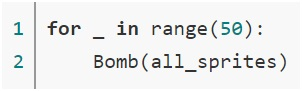 1 for _ in range(50):
2     Bomb(all_sprites)